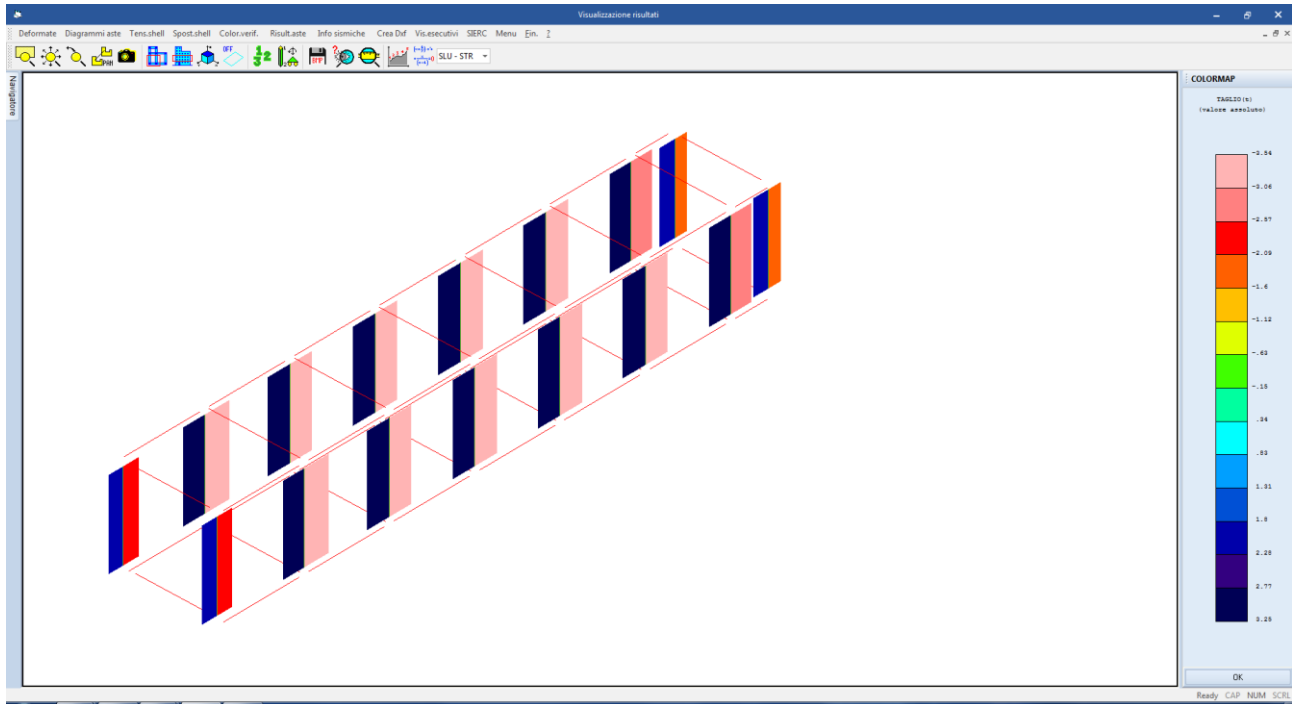 Visualizzazione risultati
Deformate Diagrammi aste Tens.shell Spost.shell Color.verif. Risult.aste Info sismiche Crea Dxf Vis.esecutivi SIERC Menu Fin. ?
PAN OFF SLU - STR
Navigatore
COLORMAP
TAGLIO(t)
(valore assoluto)
-3.54
-3.06
-2.57
-2.09
-1.6
-1.12
-.63
-.15
.34
.83
1.31
1.8
2.28
2.77
3.25
OK
Ready CAP NUM SCRL